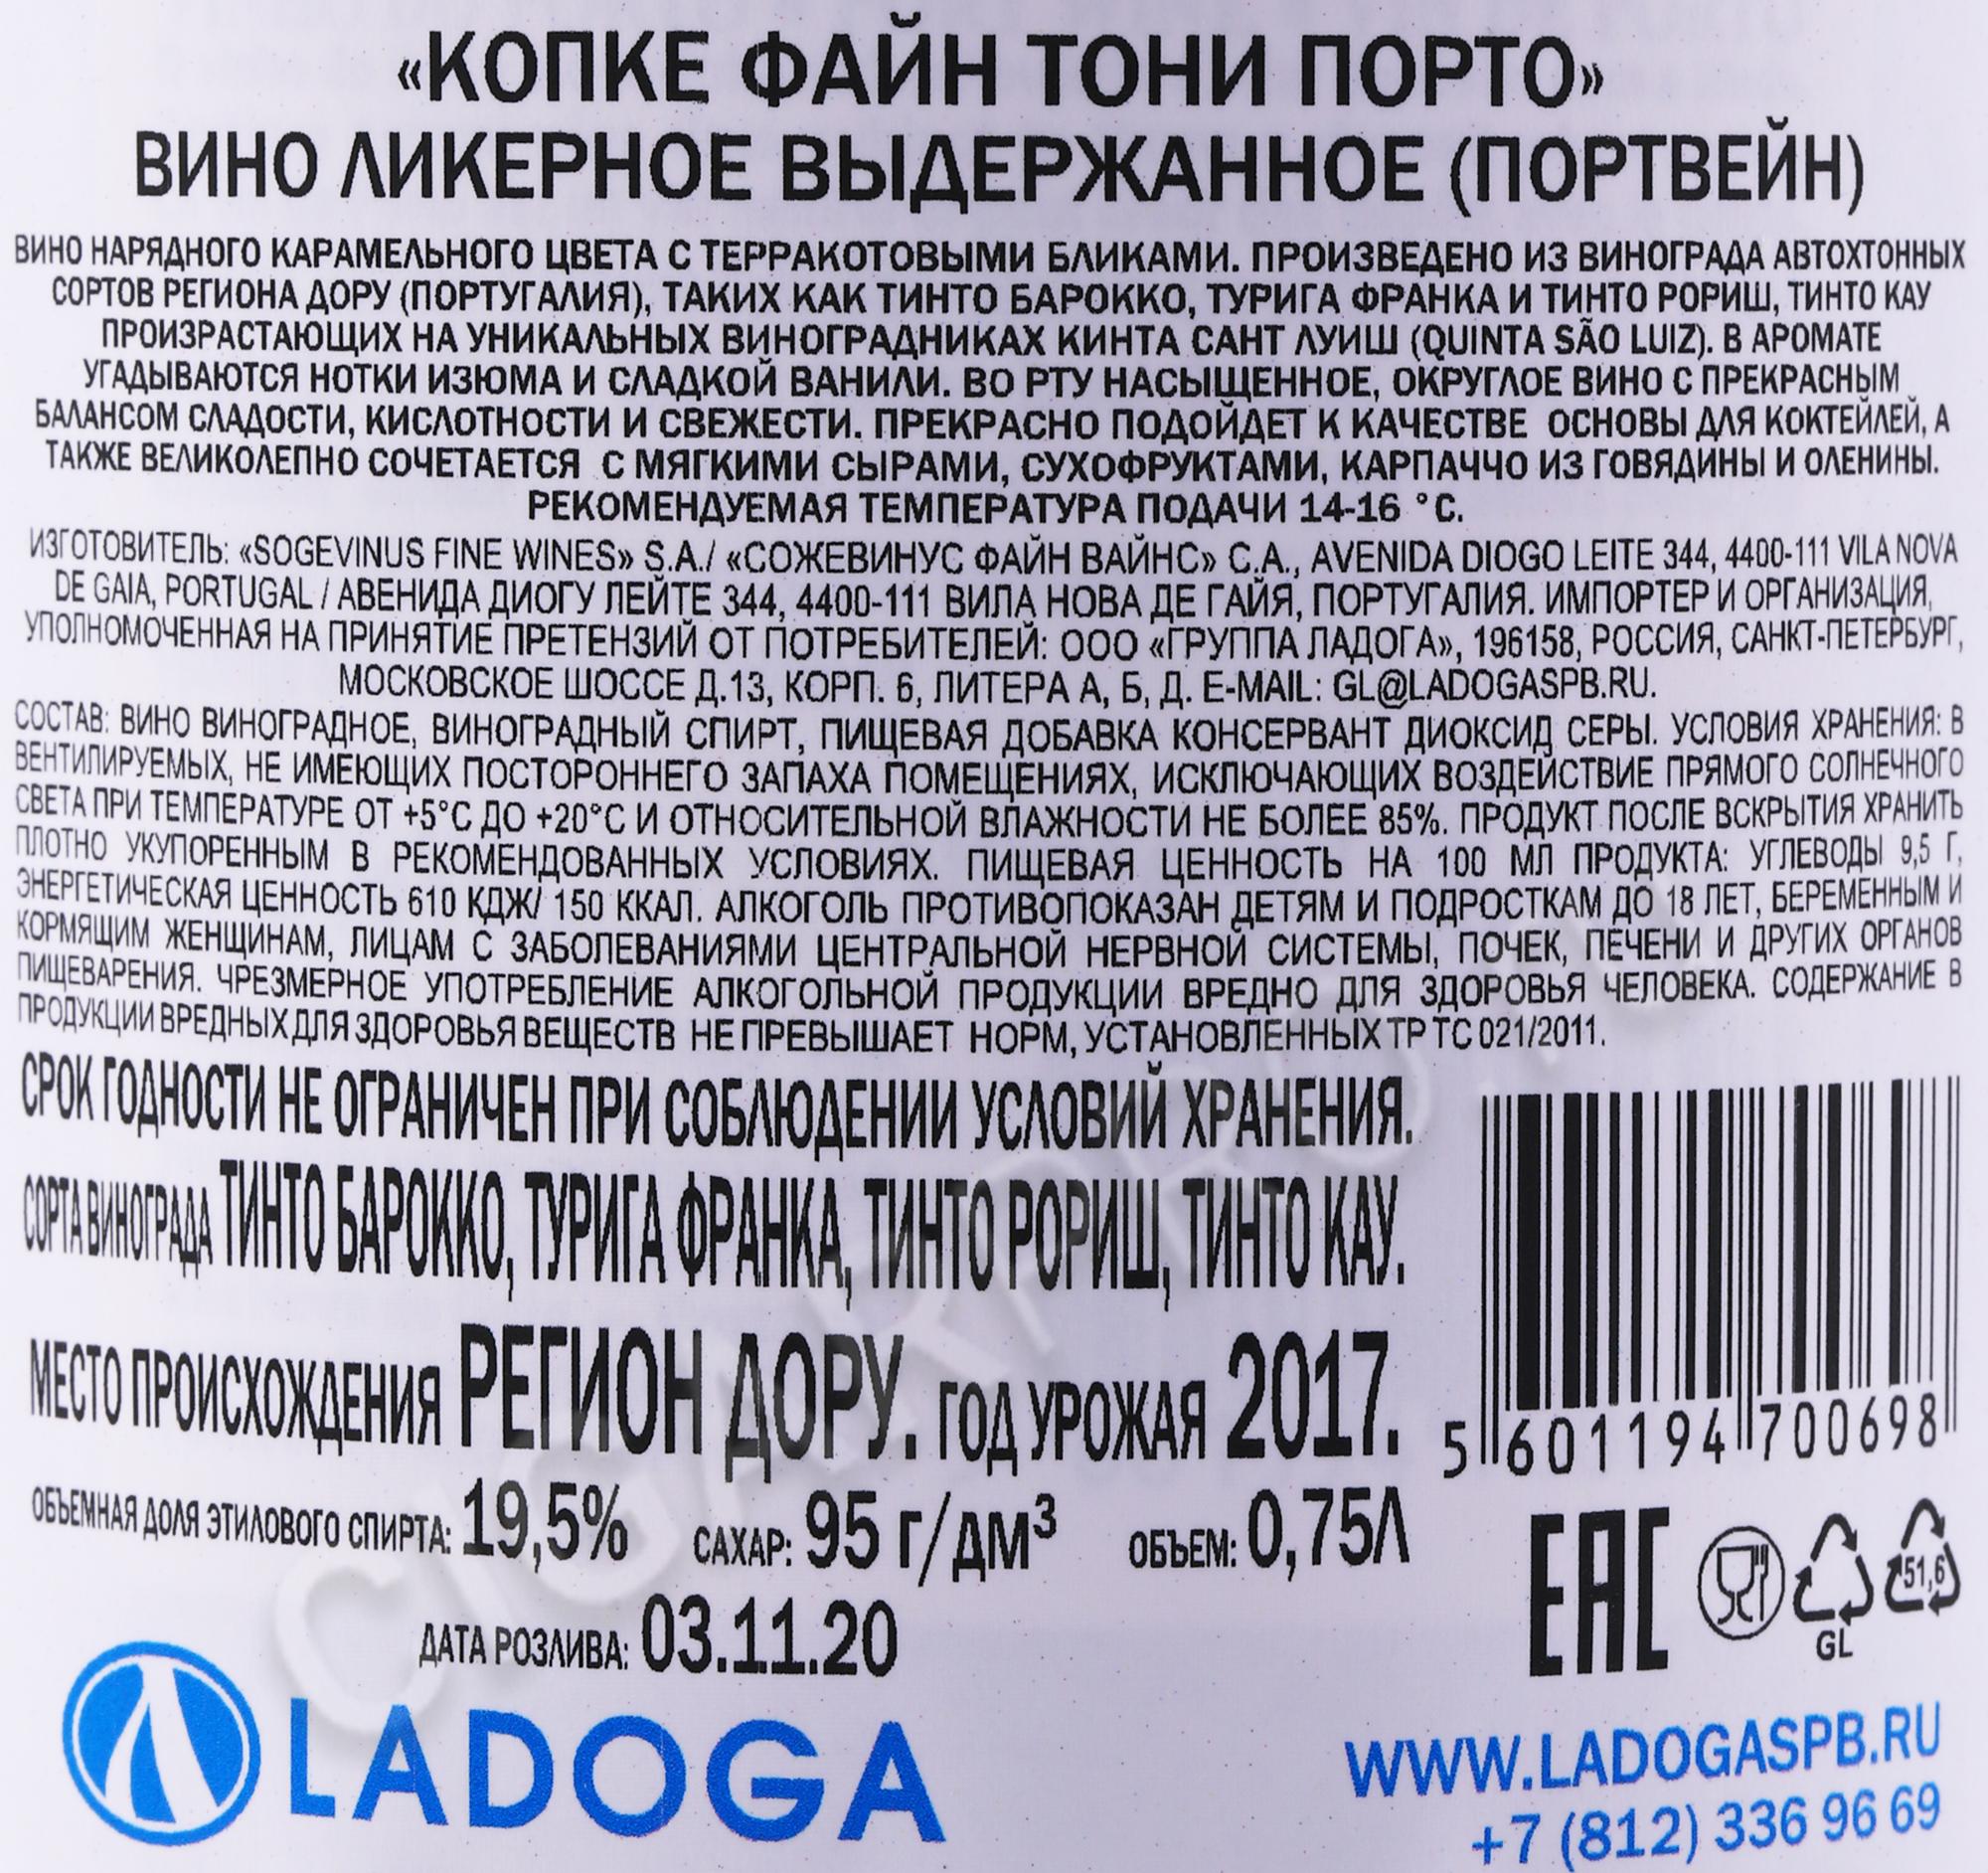 «КОПКЕ ФАЙН ТОНИ ПОРТО»
ВИНО ЛИКЕРНОЕ ВЫДЕРЖАННОЕ (ПОРТВЕЙН)
ВИНО НАРЯДНОГО КАРАМЕЛЬНОГО ЦВЕТА С ТЕРРАКОТОВЫМИ БЛИКАМИ. ПРОИЗВЕДЕНО ИЗ ВИНОГРАДА АВТОХТОННЫХ
СОРТОВ РЕГИОНА ДОРУ (ПОРТУГАЛИЯ), ТАКИХ КАК ТИНТО БАРОККО, ТУРИГА ФРАНКА И ТИНТО РОРИШ, ТИНТО КАУ
ПРОИЗРАСТАЮЩИХ НА УНИКАЛЬНЫХ ВИНОГРАДНИКАХ КИНТА САНТ ЛУИШ (QUINTA SÃO LUIZ). В АРОМАТЕ
УГАДЫВАЮТСЯ НОТКИ ИЗЮМА И СЛАДКОЙ ВАНИЛИ. ВО РТУ НАСЫЩЕННОЕ, ОКРУГЛОЕ ВИНО С ПРЕКРАСНЫМ
БАЛАНСОМ СЛАДОСТИ, КИСЛОТНОСТИ И СВЕЖЕСТИ. ПРЕКРАСНО ПОДОЙДЕТ К КАЧЕСТВЕ ОСНОВЫ ДЛЯ КОКТЕЙЛЕЙ, А
ТАКЖЕ ВЕЛИКОЛЕПНО СОЧЕТАЕТСЯ С МЯГКИМИ СЫРАМИ, СУХОФРУКТАМИ, КАРПАЧЧО ИЗ ГОВЯДИНЫ И ОЛЕНИНЫ.
РЕКОМЕНДУЕМАЯ ТЕМПЕРАТУРА ПОДАЧИ 14-16 °С.
ИЗГОТОВИТЕЛЬ: «SOGEVINUS FINE WINES» S.A./ «СОЖЕВИНУС ФАЙН ВАЙНС» С.А., AVENIDA DIOGO LEITE 344, 4400-111 VILA NOVA
DE GAIA, PORTUGAL / АВЕНИДА ДИОГУ ЛЕЙТЕ 344, 4400-111 ВИЛА НОВА ДЕ ГАЙЯ, ПОРТУГАЛИЯ. ИМПОРТЕР И ОРГАНИЗАЦИЯ,
УПОЛНОМОЧЕННАЯ НА ПРИНЯТИЕ ПРЕТЕНЗИЙ ОТ ПОТРЕБИТЕЛЕЙ: ООО «ГРУППА ЛАДОГА», 196158, РОССИЯ, САНКТ-ПЕТЕРБУРГ,
МОСКОВСКОЕ ШОССЕ Д.13, КОРП. 6, ЛИТЕРА А, Б, Д. E-MAIL: GL@LADOGASPB.RU.
СОСТАВ: ВИНО ВИНОГРАДНОЕ, ВИНОГРАДНЫЙ СПИРТ, ПИЩЕВАЯ ДОБАВКА КОНСЕРВАНТ ДИОКСИД СЕРЫ. УСЛОВИЯ ХРАНЕНИЯ: В
ВЕНТИЛИРУЕМЫХ, НЕ ИМЕЮЩИХ ПОСТОРОННЕГО ЗАПАХА ПОМЕЩЕНИЯХ, ИСКЛЮЧАЮЩИХ ВОЗДЕЙСТВИЕ ПРЯМОГО СОЛНЕЧНОГО
СВЕТА ПРИ ТЕМПЕРАТУРЕ ОТ +5°С ДО +20°С И ОТНОСИТЕЛЬНОЙ ВЛАЖНОСТИ НЕ БОЛЕЕ 85%. ПРОДУКТ ПОСЛЕ ВСКРЫТИЯ ХРАНИТЬ
ПЛОТНО УКУПОРЕННЫМ В РЕКОМЕНДОВАННЫХ УСЛОВИЯХ. ПИЩЕВАЯ ЦЕННОСТЬ НА 100 МЛ ПРОДУКТА: УГЛЕВОДЫ 9,5 Г,
ЭНЕРГЕТИЧЕСКАЯ ЦЕННОСТЬ 610 КДЖ/ 150 ККАЛ. АЛКОГОЛЬ ПРОТИВОПОКАЗАН ДЕТЯМ И ПОДРОСТКАМ ДО 18 ЛЕТ, БЕРЕМЕННЫМ И
КОРМЯЩИМ ЖЕНЩИНАМ, ЛИЦАМ С ЗАБОЛЕВАНИЯМИ ЦЕНТРАЛЬНОЙ НЕРВНОЙ СИСТЕМЫ, ПОЧЕК, ПЕЧЕНИ И ДРУГИХ ОРГАНОВ
ПИЩЕВАРЕНИЯ. ЧРЕЗМЕРНОЕ УПОТРЕБЛЕНИЕ АЛКОГОЛЬНОЙ ПРОДУКЦИИ ВРЕДНО ДЛЯ ЗДОРОВЬЯ ЧЕЛОВЕКА. СОДЕРЖАНИЕ В
ПРОДУКЦИИ ВРЕДНЫХ ДЛЯ ЗДОРОВЬЯ ВЕЩЕСТВ НЕ ПРЕВЫШАЕТ НОРМ, УСТАНОВЛЕННЫХ ТР ТС 021/2011.
СРОК ГОДНОСТИ НЕ ОГРАНИЧЕН ПРИ СОБЛЮДЕНИИ УСЛОВИЙ ХРАНЕНИЯ.
СОРТА ВИНОГРАДА ТИНТО БАРОККО, ТУРИГА ФРАНКА, ТИНТО РОРИШ, ТИНТО КАУ.
МЕСТО ПРОИСХОЖДЕНИЯ РЕГИОН ДОРУ. ГОД УРОЖАЯ 2017.
5 601194 700698
ОБЪЕМНАЯ ДОЛЯ ЭТИЛОВОГО СПИРТА: 19,5% САХАР: 95 г/дм³ ОБЪЕМ: 0,75Л
ДАТА РОЗЛИВА: 03.11.20
EAC
GL
51,6
LADOGA
WWW.LADOGASPB.RU
+7 (812) 336 96 69
CIGARPRO.RU